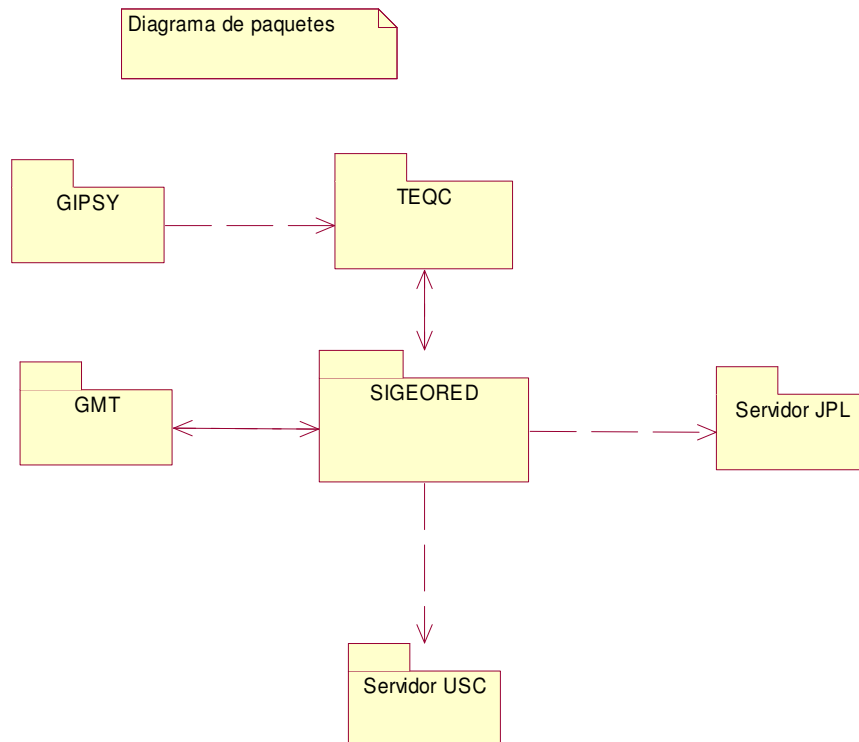 Diagrama de paquetes
GIPSY
TEQC
GMT
SIGEORED
Servidor JPL
Servidor USC